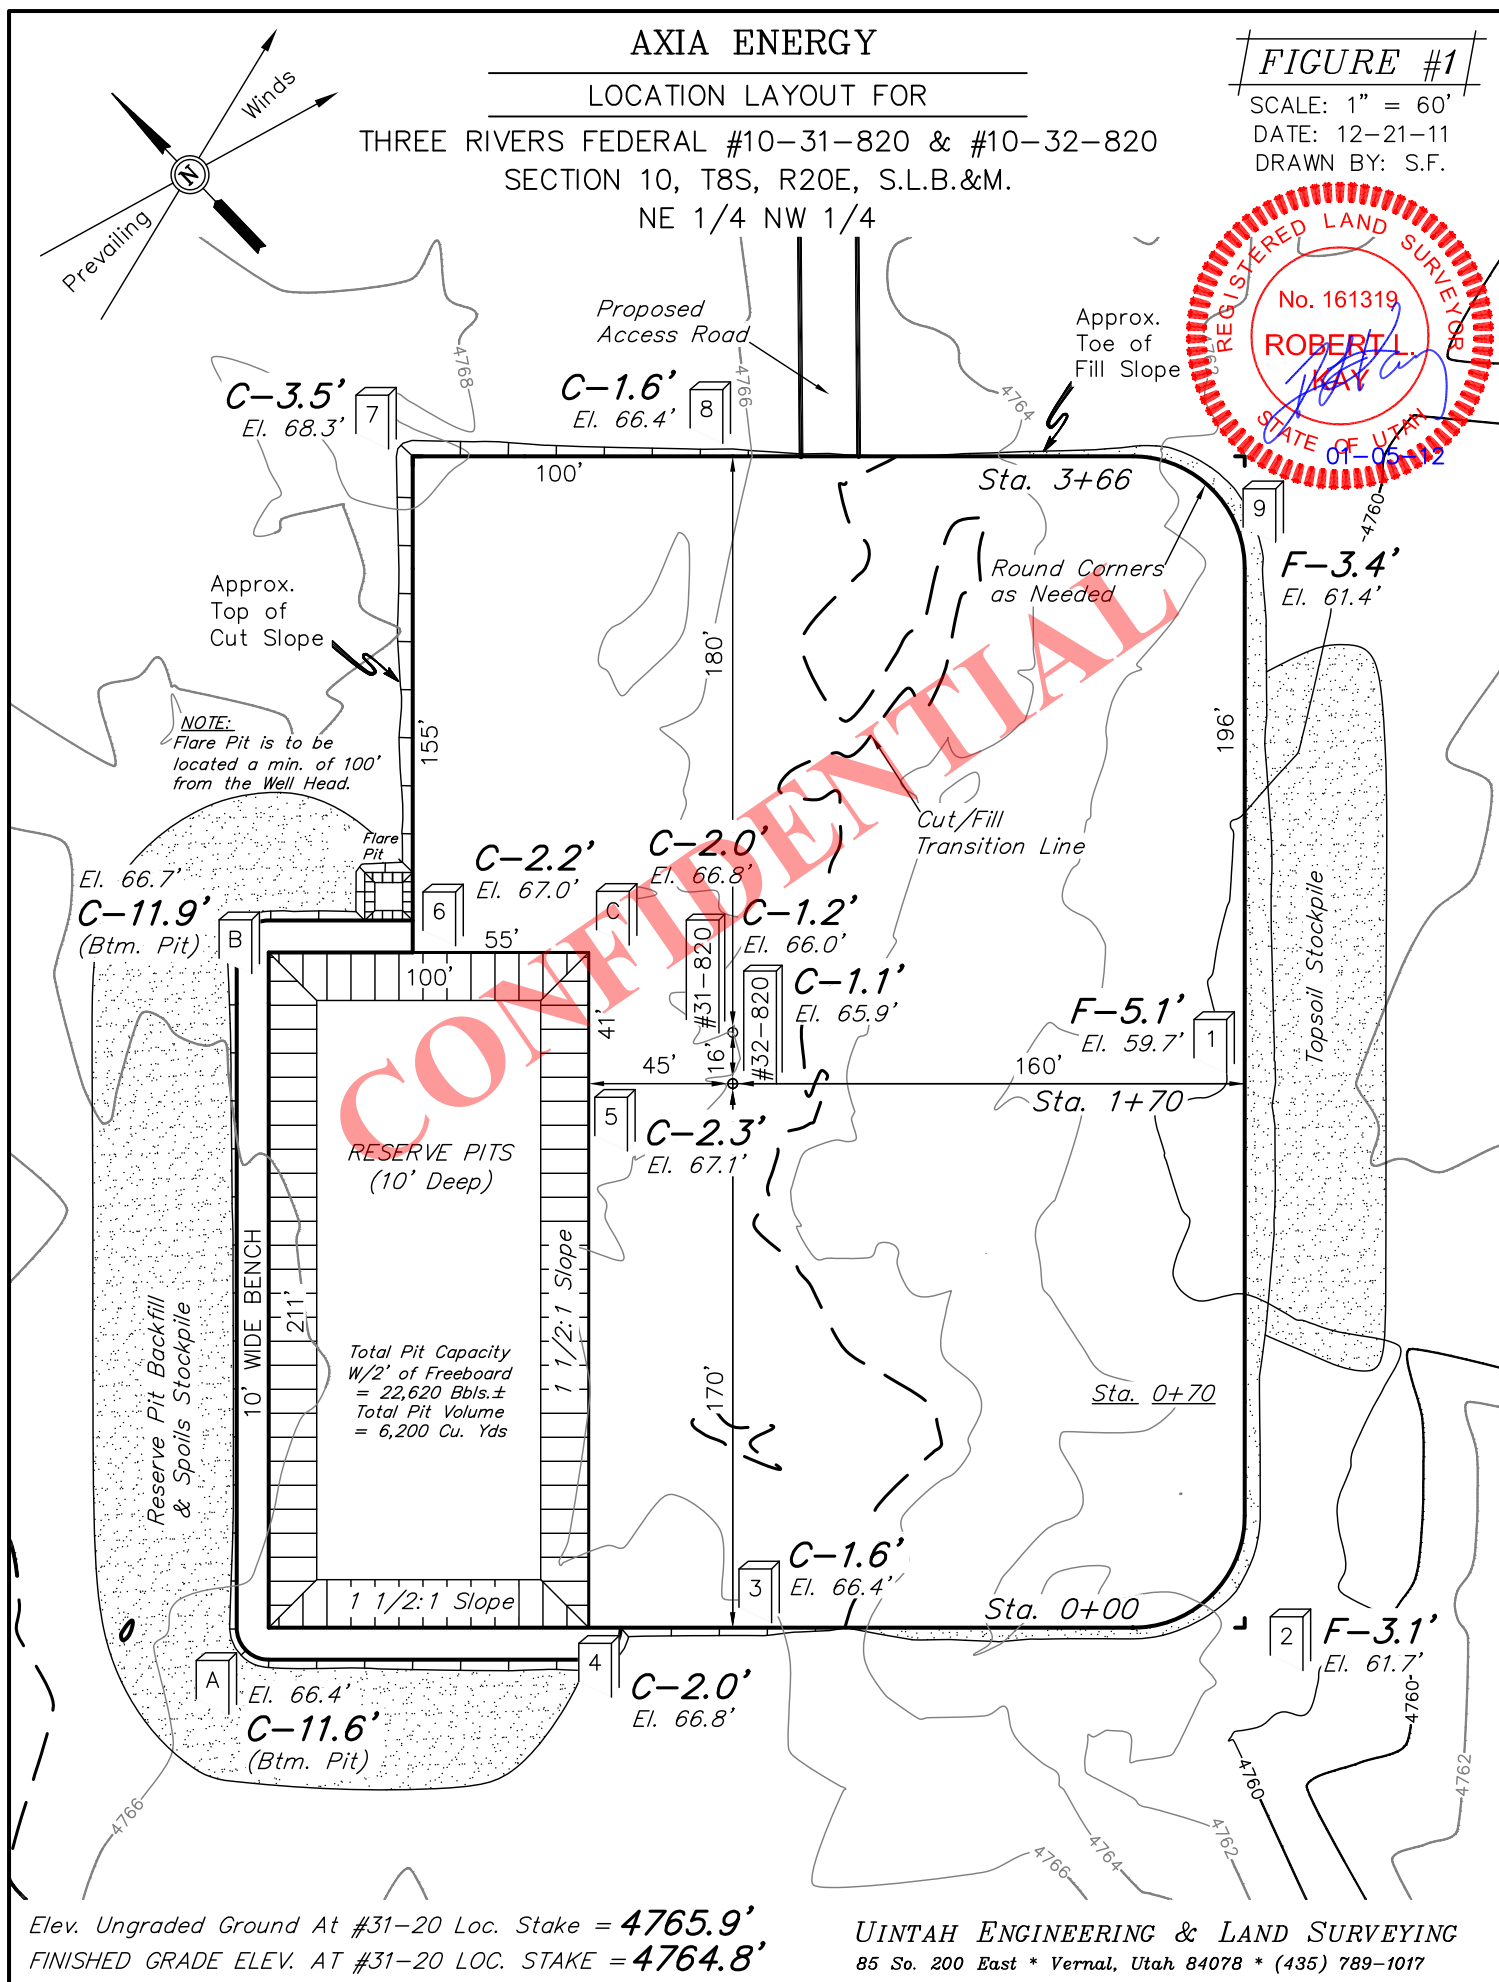 AXIA ENERGY
LOCATION LAYOUT FOR
THREE RIVERS FEDERAL #10-31-820 & #10-32-820
SECTION 10, T8S, R20E, S.L.B.&M.
NE 1/4 NW 1/4
FIGURE #1
SCALE: 1" = 60'
DATE: 12-21-11
DRAWN BY: S.F.
REGISTERED LAND SURVEYOR
No. 161319
ROBERT L.
KAY
STATE OF UTAH
01-05-12
Winds
N
Prevailing
Proposed
Access Road
Approx.
Toe of
Fill Slope
4768
4766
4764
4762
4760
C-3.5'
El. 68.3'
7
C-1.6'
El. 66.4'
8
100'
Sta. 3+66
9
F-3.4'
El. 61.4'
Round Corners
as Needed
Approx.
Top of
Cut Slope
180'
155'
196'
NOTE:
Flare Pit is to be
located a min. of 100'
from the Well Head.
Cut/Fill
Transition Line
Flare
Pit
El. 66.7'
C-11.9'
(Btm. Pit)
B
6
C-2.2'
El. 67.0'
C
C-2.0'
El. 66.8'
C-1.2'
El. 66.0'
#31-820
55'
100'
C-1.1'
El. 65.9'
#32-820
41'
16'
45'
160'
F-5.1'
El. 59.7'
1
Sta. 1+70
Topsoil Stockpile
CONFIDENTIAL
5
C-2.3'
El. 67.1'
RESERVE PITS
(10' Deep)
10' WIDE BENCH
211'
1 1/2:1 Slope
Reserve Pit Backfill
& Spoils Stockpile
Total Pit Capacity
W/2' of Freeboard
= 22,620 Bbls.±
Total Pit Volume
= 6,200 Cu. Yds
170'
Sta. 0+70
1 1/2:1 Slope
3
C-1.6'
El. 66.4'
Sta. 0+00
2
F-3.1'
El. 61.7'
4
C-2.0'
El. 66.8'
A
El. 66.4'
C-11.6'
(Btm. Pit)
4766
4766
4764
4762
4760
4760
4762
Elev. Ungraded Ground At #31-20 Loc. Stake = 4765.9'
FINISHED GRADE ELEV. AT #31-20 LOC. STAKE = 4764.8'
UINTAH ENGINEERING & LAND SURVEYING
85 So. 200 East * Vernal, Utah 84078 * (435) 789-1017